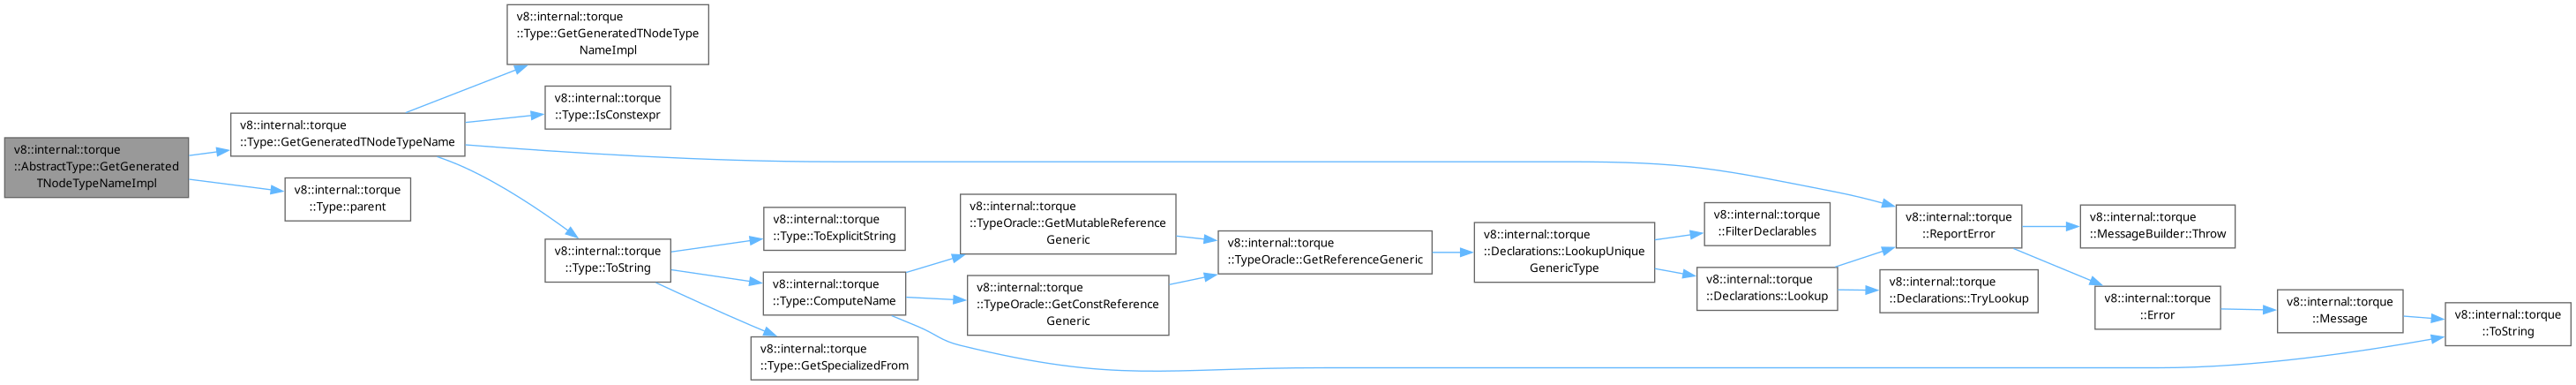 v8::internal::torque
::AbstractType::GetGenerated
TNodeTypeNameImpl
v8::internal::torque
::Type::GetGeneratedTNodeTypeName
v8::internal::torque
::Type::GetGeneratedTNodeType
NameImpl
v8::internal::torque
::Type::IsConstexpr
v8::internal::torque
::Type::parent
v8::internal::torque
::Type::ToString
v8::internal::torque
::Type::ToExplicitString
v8::internal::torque
::Type::ComputeName
v8::internal::torque
::Type::GetSpecializedFrom
v8::internal::torque
::TypeOracle::GetMutableReference
Generic
v8::internal::torque
::TypeOracle::GetConstReference
Generic
v8::internal::torque
::TypeOracle::GetReferenceGeneric
v8::internal::torque
::Declarations::LookupUnique
GenericType
v8::internal::torque
::FilterDeclarables
v8::internal::torque
::Declarations::Lookup
v8::internal::torque
::ReportError
v8::internal::torque
::Declarations::TryLookup
v8::internal::torque
::MessageBuilder::Throw
v8::internal::torque
::Error
v8::internal::torque
::Message
v8::internal::torque
::ToString